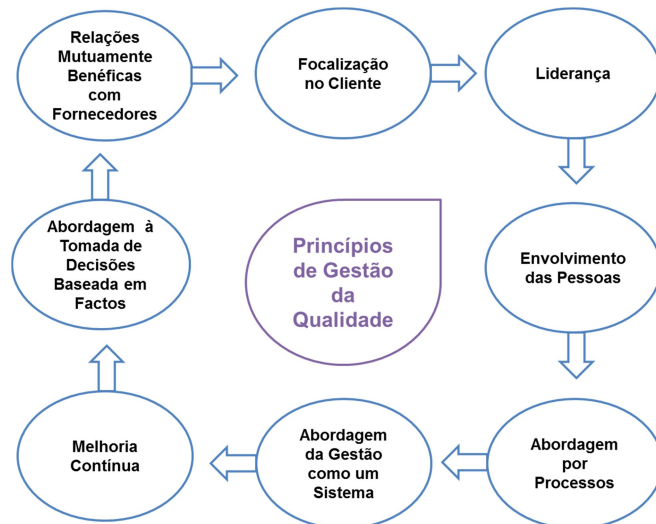 Relações
Mutuamente
Benéficas
com
Fornecedores
Focalização
no Cliente
Liderança
Envolvimento
das Pessoas
Abordagem
por
Processos
Abordagem
da Gestão
como um
Sistema
Melhoria
Contínua
Abordagem à
Tomada de
Decisões
Baseada em
Factos
Princípios
de Gestão
da
Qualidade